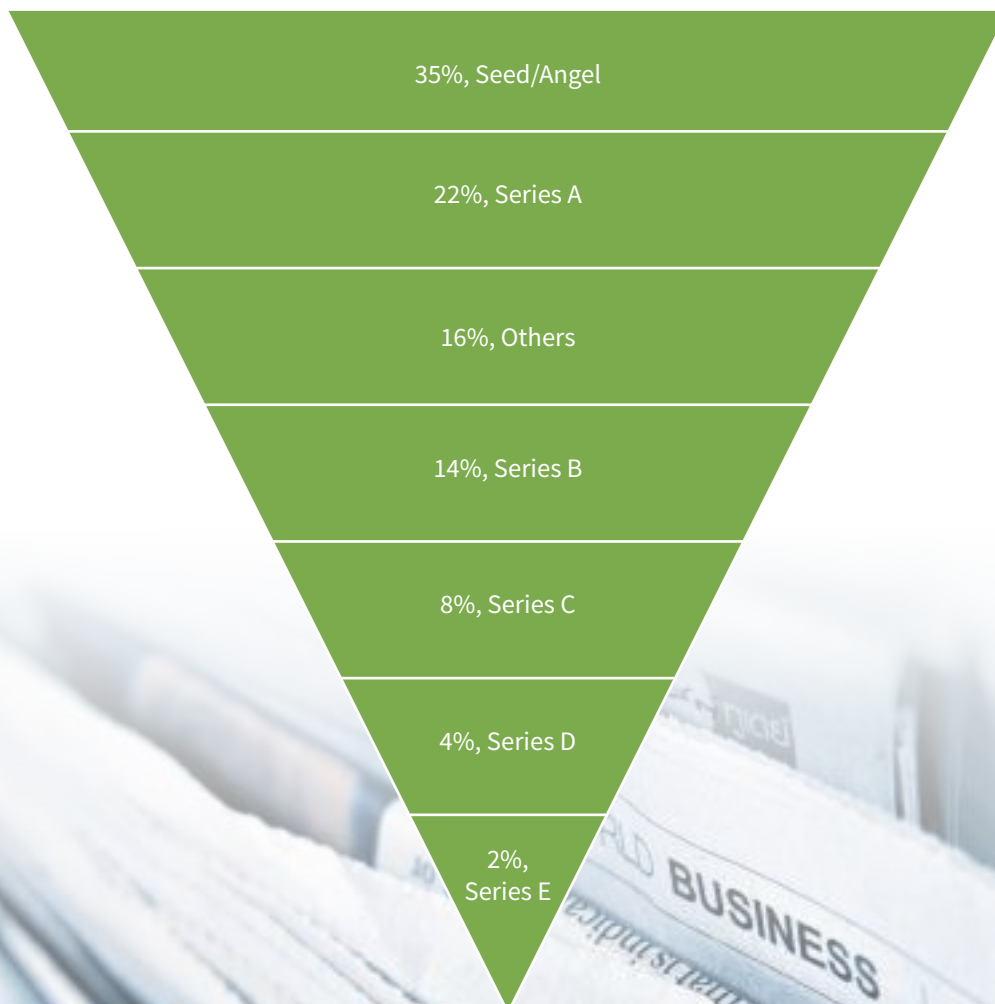 35%, Seed/Angel
22%, Series A
16%, Others
14%, Series B
8%, Series C
4%, Series D
2%,
Series E
BUSINESS